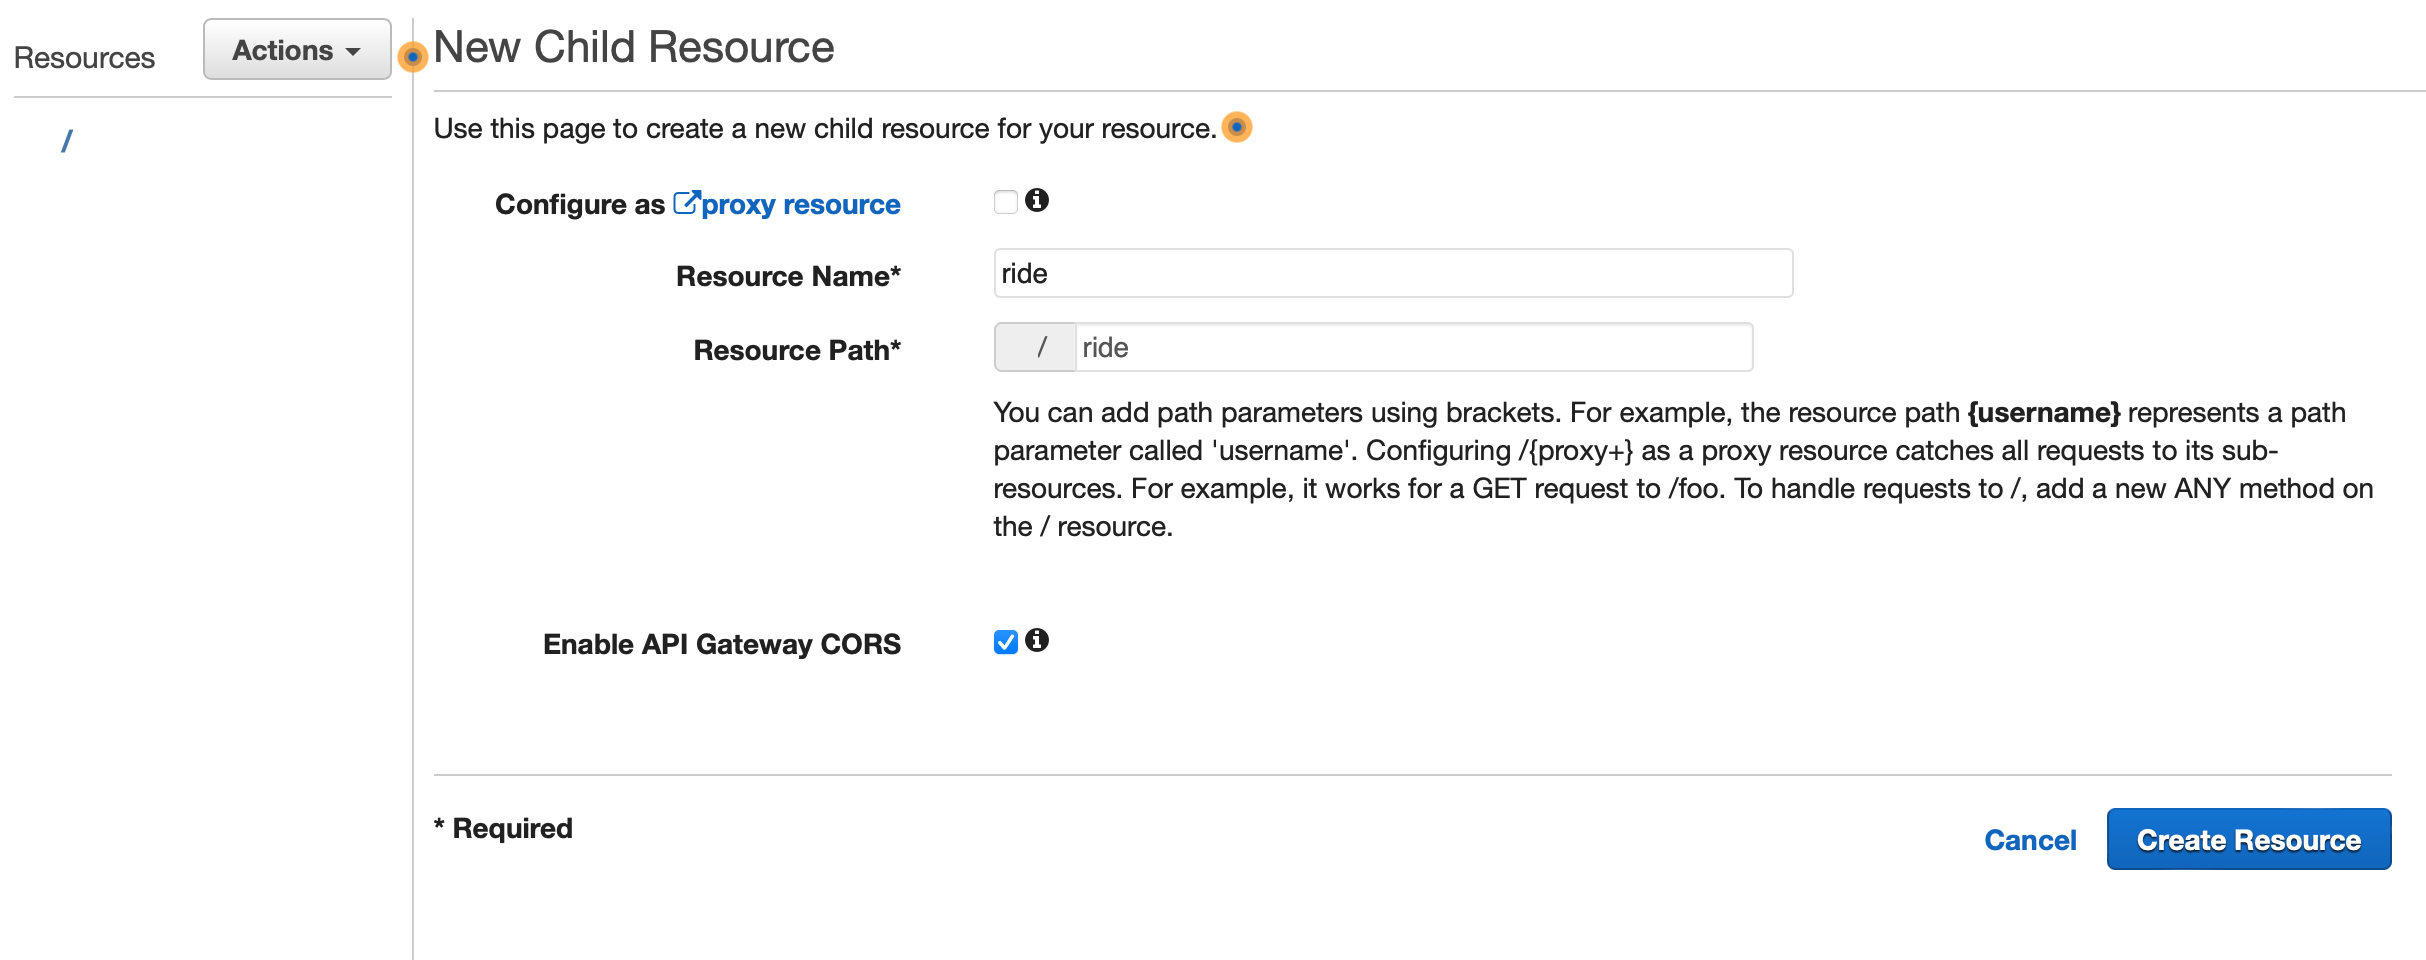 Resources
Actions
/
New Child Resource
Use this page to create a new child resource for your resource.
Configure as proxy resource
Resource Name*
ride
Resource Path*
/ ride
You can add path parameters using brackets. For example, the resource path {username} represents a path
parameter called 'username'. Configuring /{proxy+} as a proxy resource catches all requests to its sub-
resources. For example, it works for a GET request to /foo. To handle requests to /, add a new ANY method on
the / resource.
Enable API Gateway CORS
* Required
Cancel
Create Resource